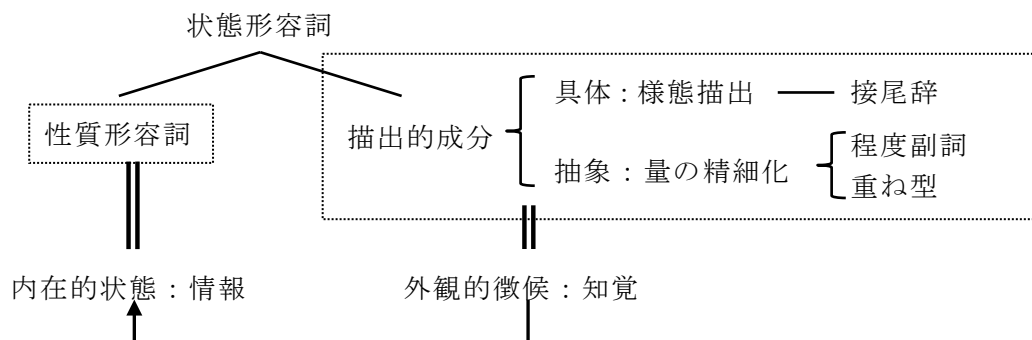 状態形容詞
性質形容詞
描出的成分
具体：様態描出
接尾辞
抽象：量の精細化
程度副詞
重ね型
内在的状態：情報
外観的徴候：知覚